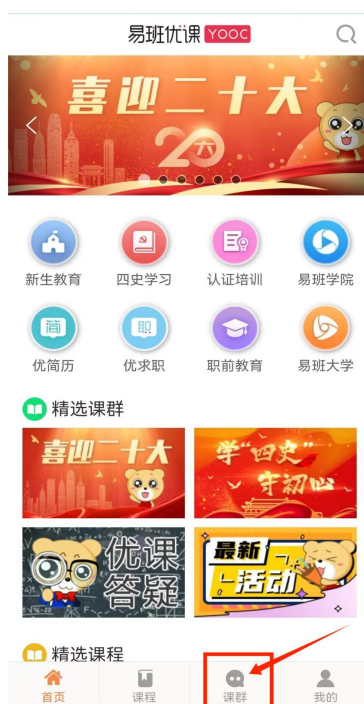 易班优课 YOOC
喜迎二十大
20
新生教育
四史学习
认证培训
易班学院
简
职
优简历
优求职
职前教育
易班大学
精选课群
喜迎二十大
学“四史”
守初心
优课
答疑
最新
活动
精选课程
首页
课程
课群
我的